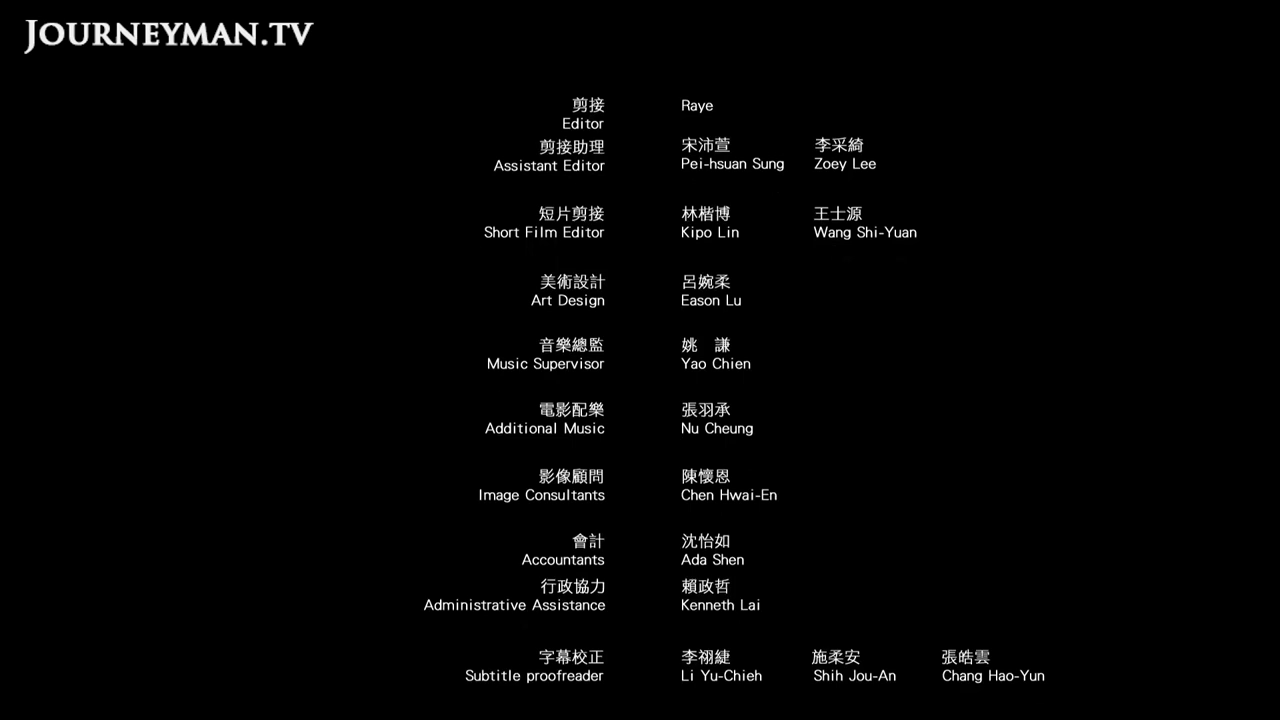 JOURNEYMAN.TV
剪接 Raye
Editor
剪接助理 宋沛萱 李采綺
Assistant Editor Pei-hsuan Sung Zoey Lee
短片剪接 林楷博 王士源
Short Film Editor Kipo Lin Wang Shi-Yuan
美術設計 呂婉柔
Art Design Eason Lu
音樂總監 姚 謙
Music Supervisor Yao Chien
電影配樂 張羽承
Additional Music Nu Cheung
影像顧問 陳懷恩
Image Consultants Chen Hwai-En
會計 沈怡如
Accountants Ada Shen
行政協力 賴政哲
Administrative Assistance Kenneth Lai
字幕校正 李祤緁 施柔安 張皓雲
Subtitle proofreader Li Yu-Chieh Shih Jou-An Chang Hao-Yun